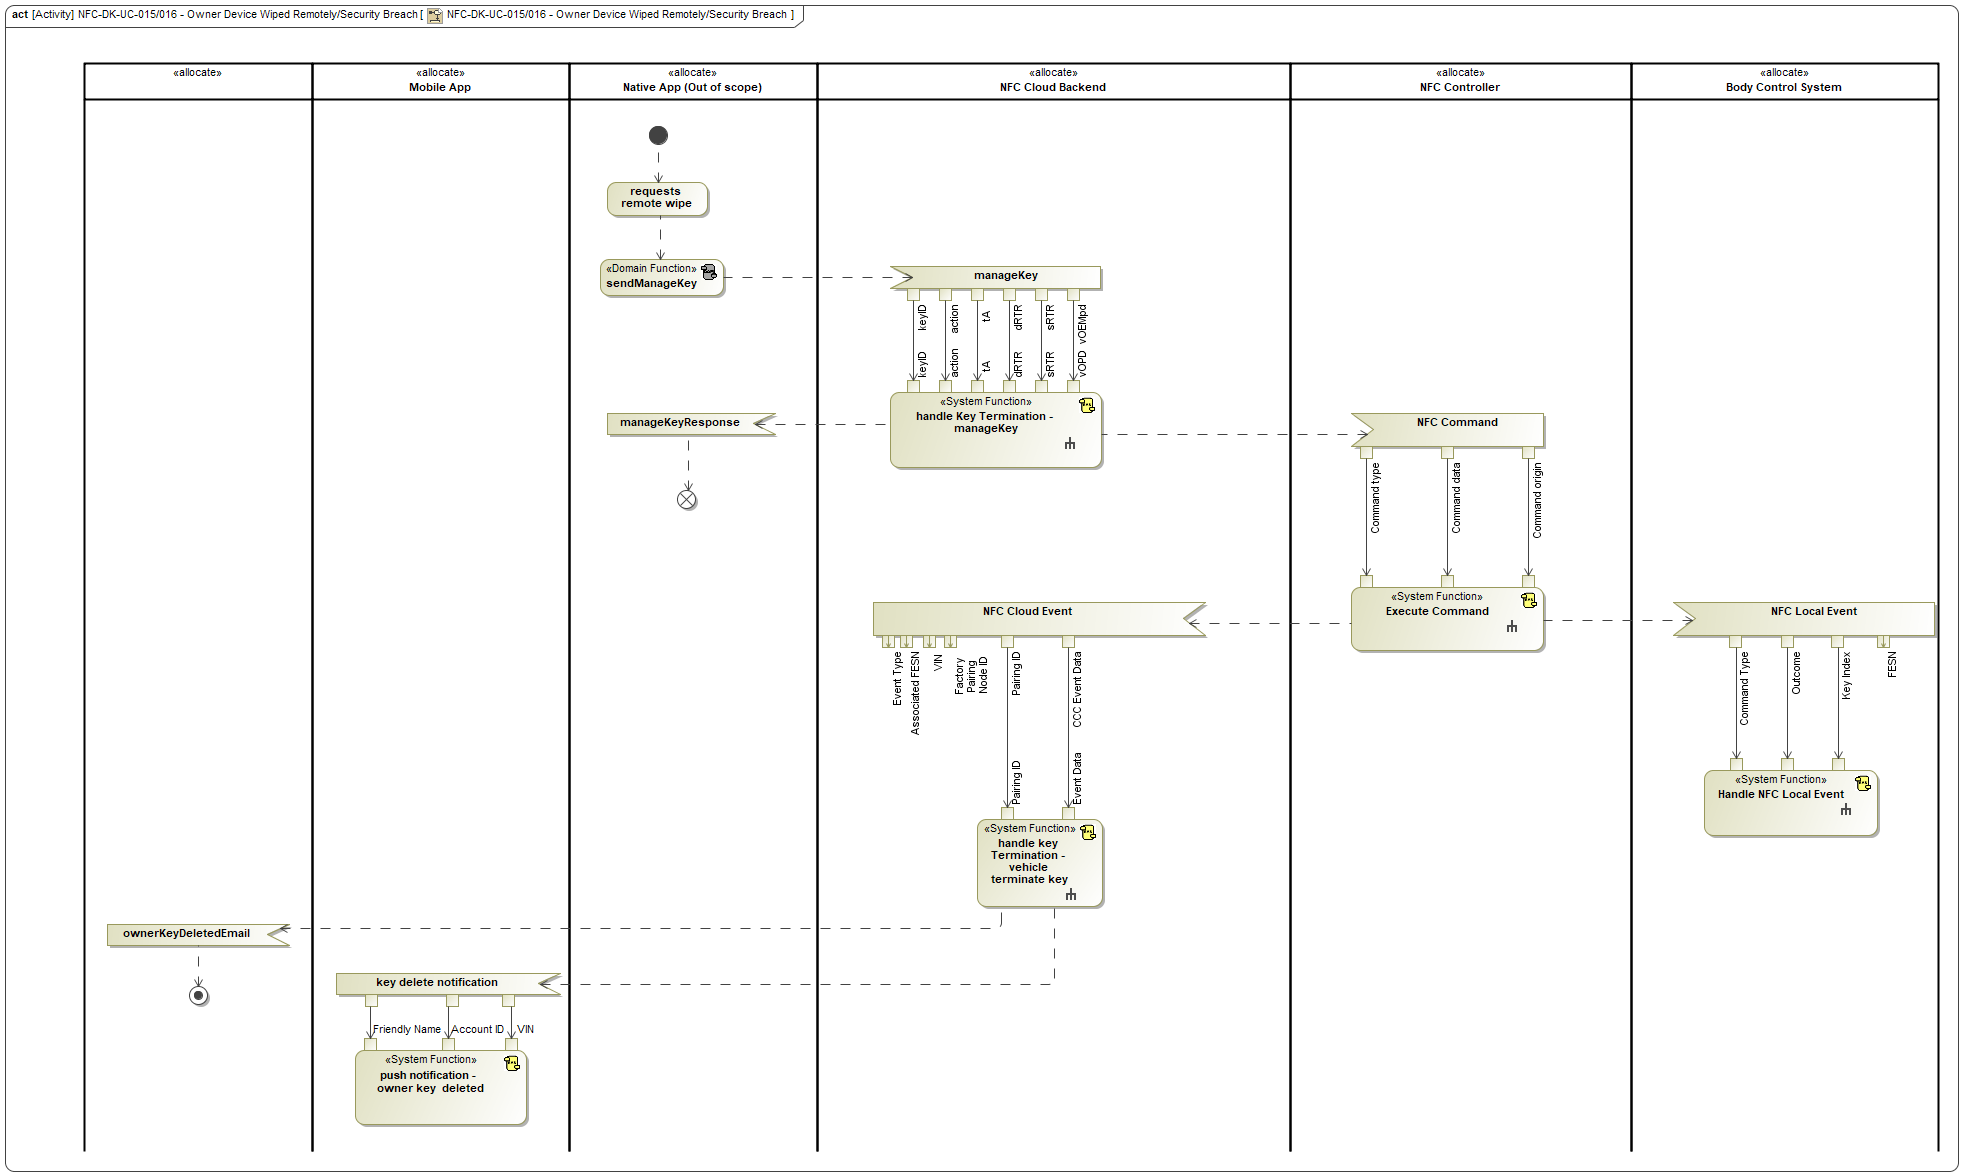 act [Activity] NFC-DK-UC-015/016 - Owner Device Wiped Remotely/Security Breach [ NFC-DK-UC-015/016 - Owner Device Wiped Remotely/Security Breach ]
«allocate»
«allocate»
Mobile App
«allocate»
Native App (Out of scope)
«allocate»
NFC Cloud Backend
«allocate»
NFC Controller
«allocate»
Body Control System
requests
remote wipe
«Domain Function»
sendManageKey
manageKey
keyID
action
tA
dRTR
sRTR
vOEMpd
keyID
action
tA
dRTR
sRTR
vOPD
«System Function»
handle Key Termination -
manageKey
manageKeyResponse
NFC Command
Command type
Command data
Command origin
«System Function»
Execute Command
NFC Cloud Event
Event Type
Associated FESN
VIN
Factory
Pairing
Node ID
Pairing ID
CCC Event Data
Pairing ID
Event Data
NFC Local Event
Command Type
Outcome
Key Index
FESN
«System Function»
Handle NFC Local Event
«System Function»
handle key
Termination -
vehicle
terminate key
ownerKeyDeletedEmail
key delete notification
Friendly Name
Account ID
VIN
«System Function»
push notification -
owner key deleted